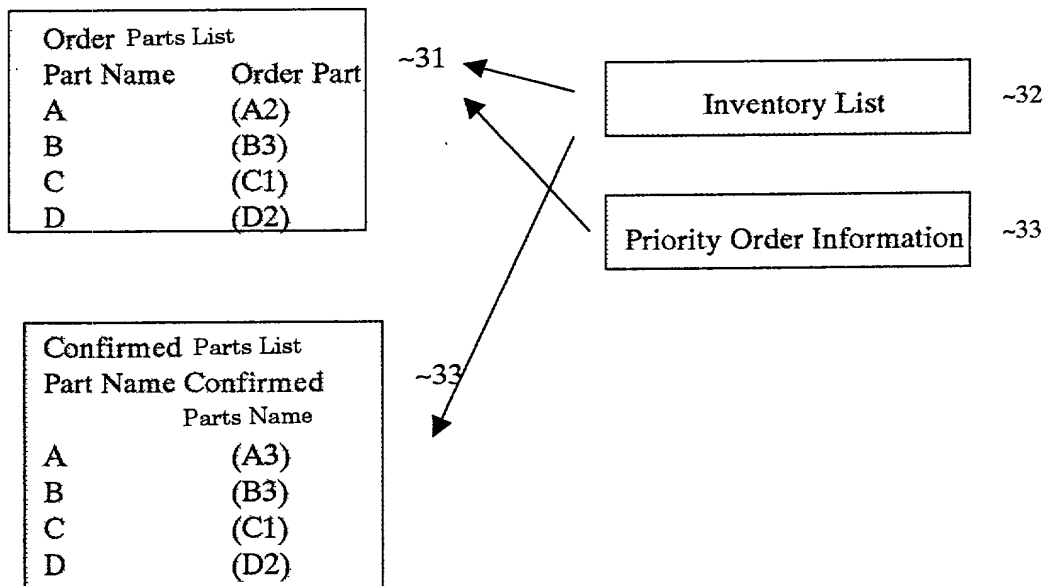 Order Parts List
Part Name Order Part
A (A2)
B (B3)
C (C1)
D (D2)
~31
Inventory List
~32
Priority Order Information
~33
Confirmed Parts List
Part Name Confirmed
Parts Name
A (A3)
B (B3)
C (C1)
D (D2)
~33